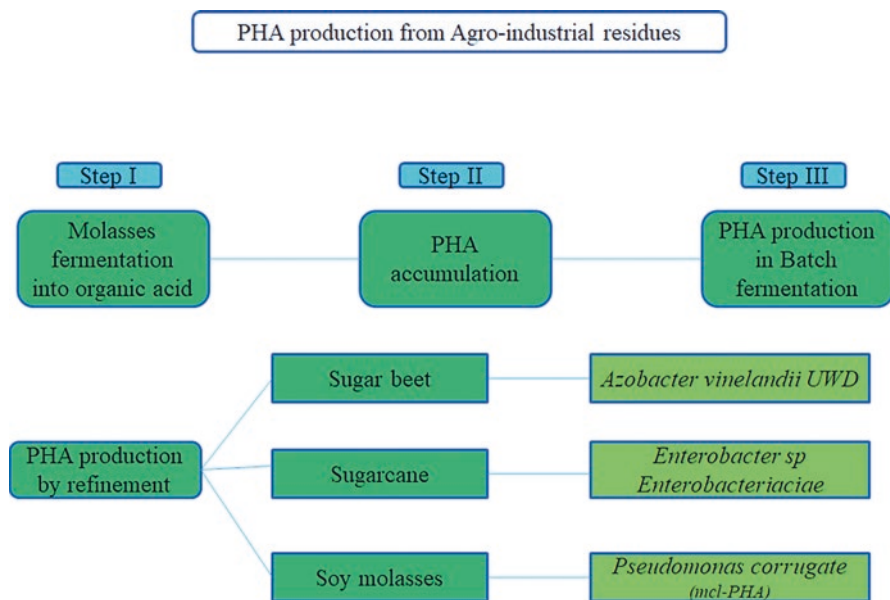 PHA production from Agro-industrial residues
Step I
Step II
Step III
Molasses
fermentation
into organic acid
PHA
accumulation
PHA production
in Batch
fermentation
PHA production
by refinement
Sugar beet
Azobacter vinelandii UWD
Sugarcane
Enterobacter sp
Enterobacteriaciae
Soy molasses
Pseudomonas corrugate
(mcl-PHA)